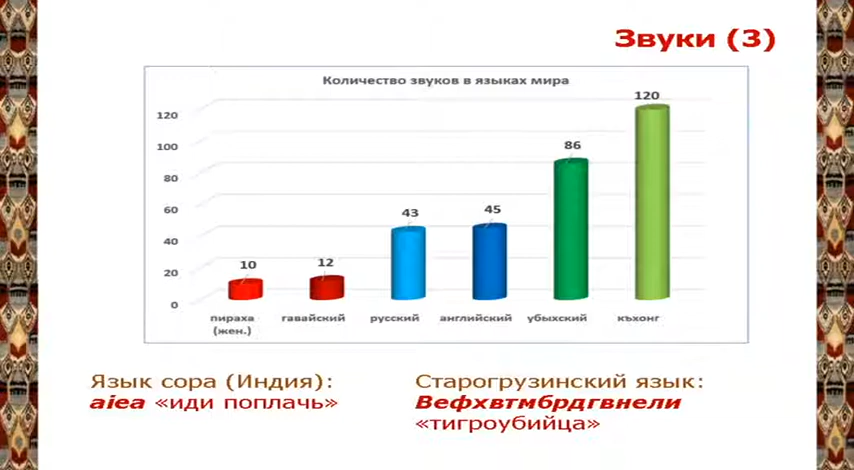 Звуки (3)
Количество звуков в языках мира
120
100
80
60
40
20
0
10
12
43
45
86
120
пираха
(жен.)
гавайский
русский
английский
убыхский
къхонг
Язык сора (Индия):
aiea «иди поплачь»
Старогрузинский язык:
Вефхвтмбрдгвнели
«тигроубийца»